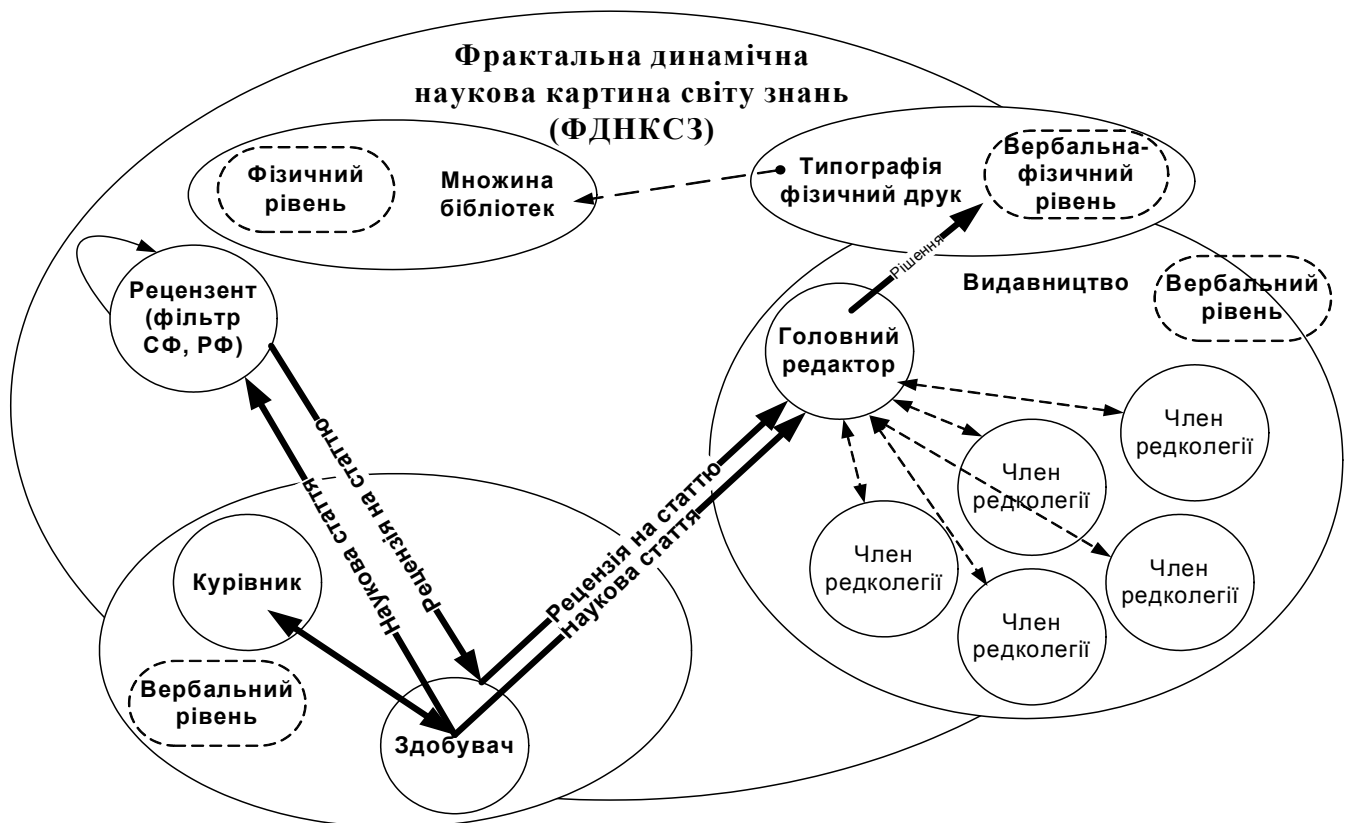 Фрактальна динамічна
наукова картина світу знань
(ФДНКСЗ)
Фізичний
рівень
Множина
бібліотек
Типографія
фізичний друк
Вербальна-
фізичний
рівень
Рішення
Видавництво
Вербальний
рівень
Рецензент
(фільтр
СФ, РФ)
Головний
редактор
Член
редколегії
Член
редколегії
Член
редколегії
Член
редколегії
Член
редколегії
Рецензія на статтю
Наукова стаття
Рецензія на статтю
Наукова стаття
Курівник
Вербальний
рівень
Здобувач